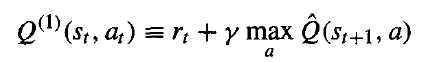 Q^{(1)}(s_t, a_t) ≡ r_t + γ max_a Q̂(s_{t+1}, a)